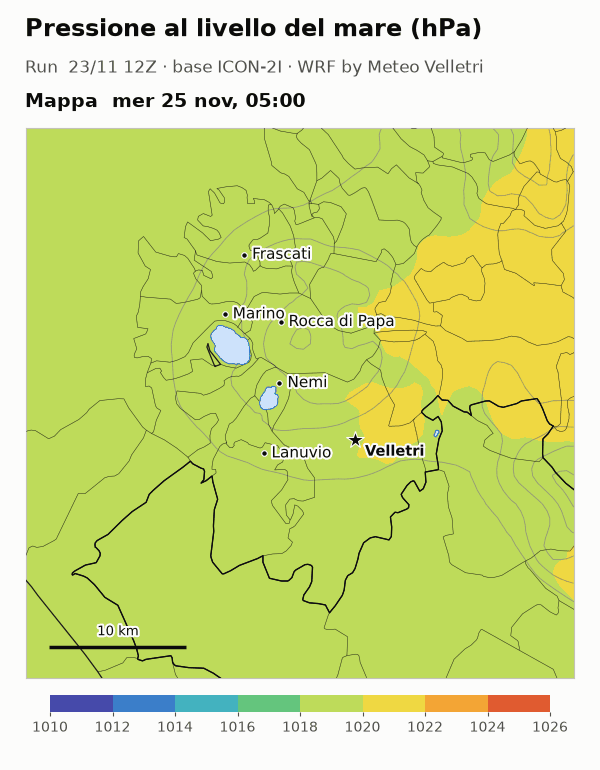 Pressione al livello del mare (hPa)
Run  23/11 12Z · base ICON-2I · WRF by Meteo Velletri
Mappa  mer 25 nov, 05:00
Frascati
Marino
Rocca di Papa
Nemi
Velletri
Lanuvio
10 km
1010 1012 1014 1016 1018 1020 1022 1024 1026